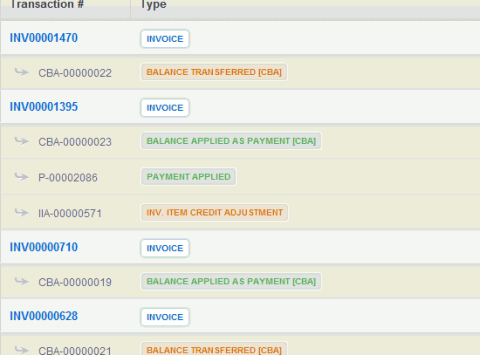 Transaction # Type
INV00001470 INVOICE
CBA-00000022 BALANCE TRANSFERRED [CBA]
INV00001395 INVOICE
CBA-00000023 BALANCE APPLIED AS PAYMENT [CBA]
P-00002086 PAYMENT APPLIED
IIA-00000571 INV. ITEM CREDIT ADJUSTMENT
INV00000710 INVOICE
CBA-00000019 BALANCE APPLIED AS PAYMENT [CBA]
INV00000628 INVOICE
CBA-00000021 BALANCE TRANSFERRED [CBA]